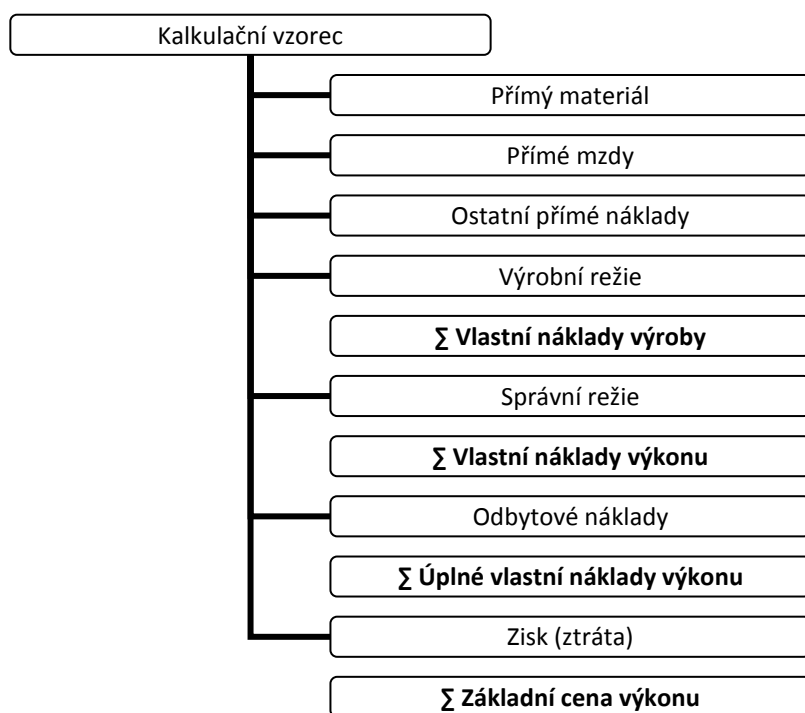 Kalkulační vzorec
Přímý materiál
Přímé mzdy
Ostatní přímé náklady
Výrobní režie
∑ Vlastní náklady výroby
Správní režie
∑ Vlastní náklady výkonu
Odbytové náklady
∑ Úplné vlastní náklady výkonu
Zisk (ztráta)
∑ Základní cena výkonu